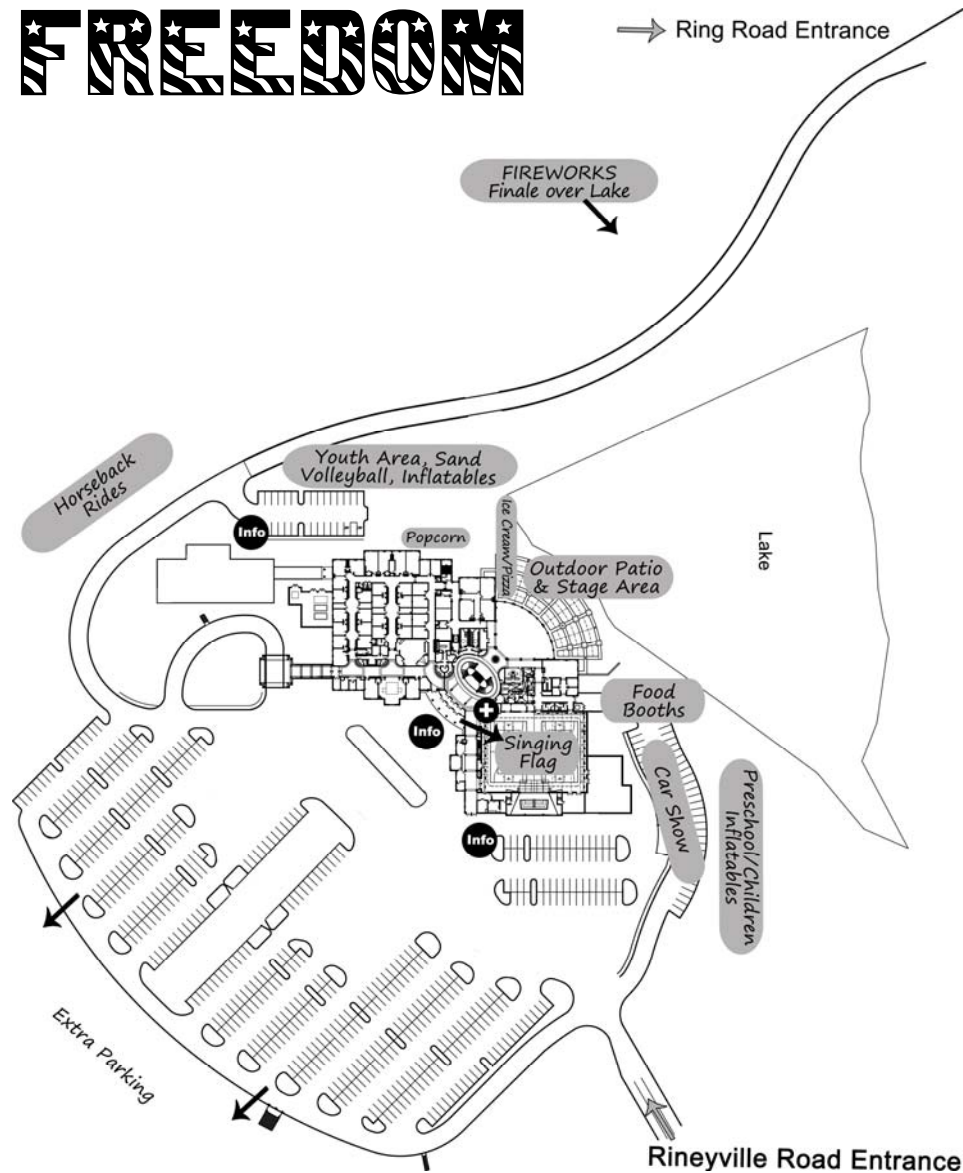 FREEDOM
Ring Road Entrance
FIREWORKS
Finale over Lake
Youth Area, Sand
Volleyball, Inflatables
Horseback
Rides
Info
Popcorn
Ice Cream/Pizza
Outdoor Patio
& Stage Area
Lake
Food
Booths
Info
Singing
Flag
Car Show
Preschool/Children
Inflatables
Info
Extra Parking
Rineyville Road Entrance